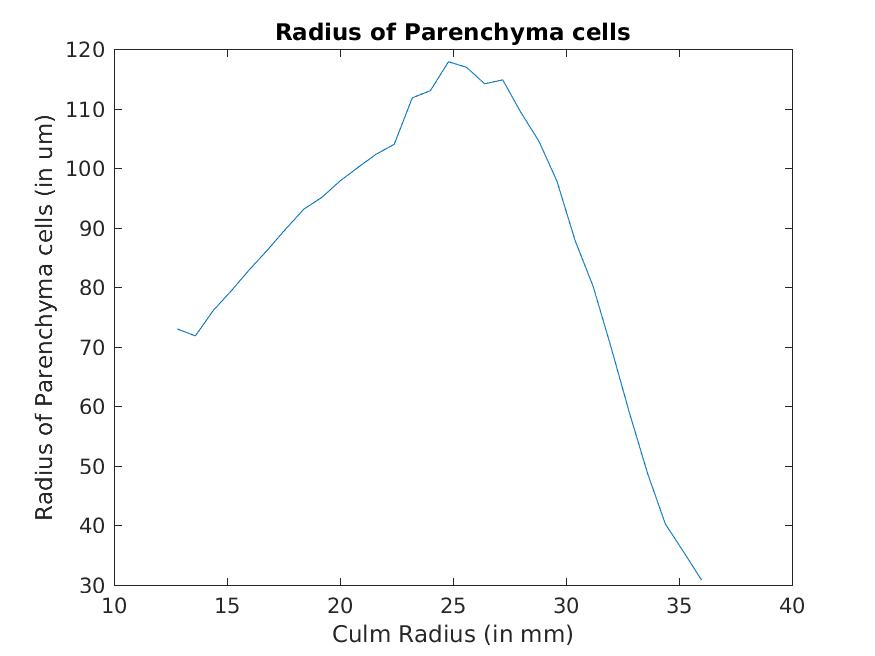 Radius of Parenchyma cells
120
110
100
90
80
70
60
50
40
30
Radius of Parenchyma cells (in um)
10 15 20 25 30 35 40
Culm Radius (in mm)